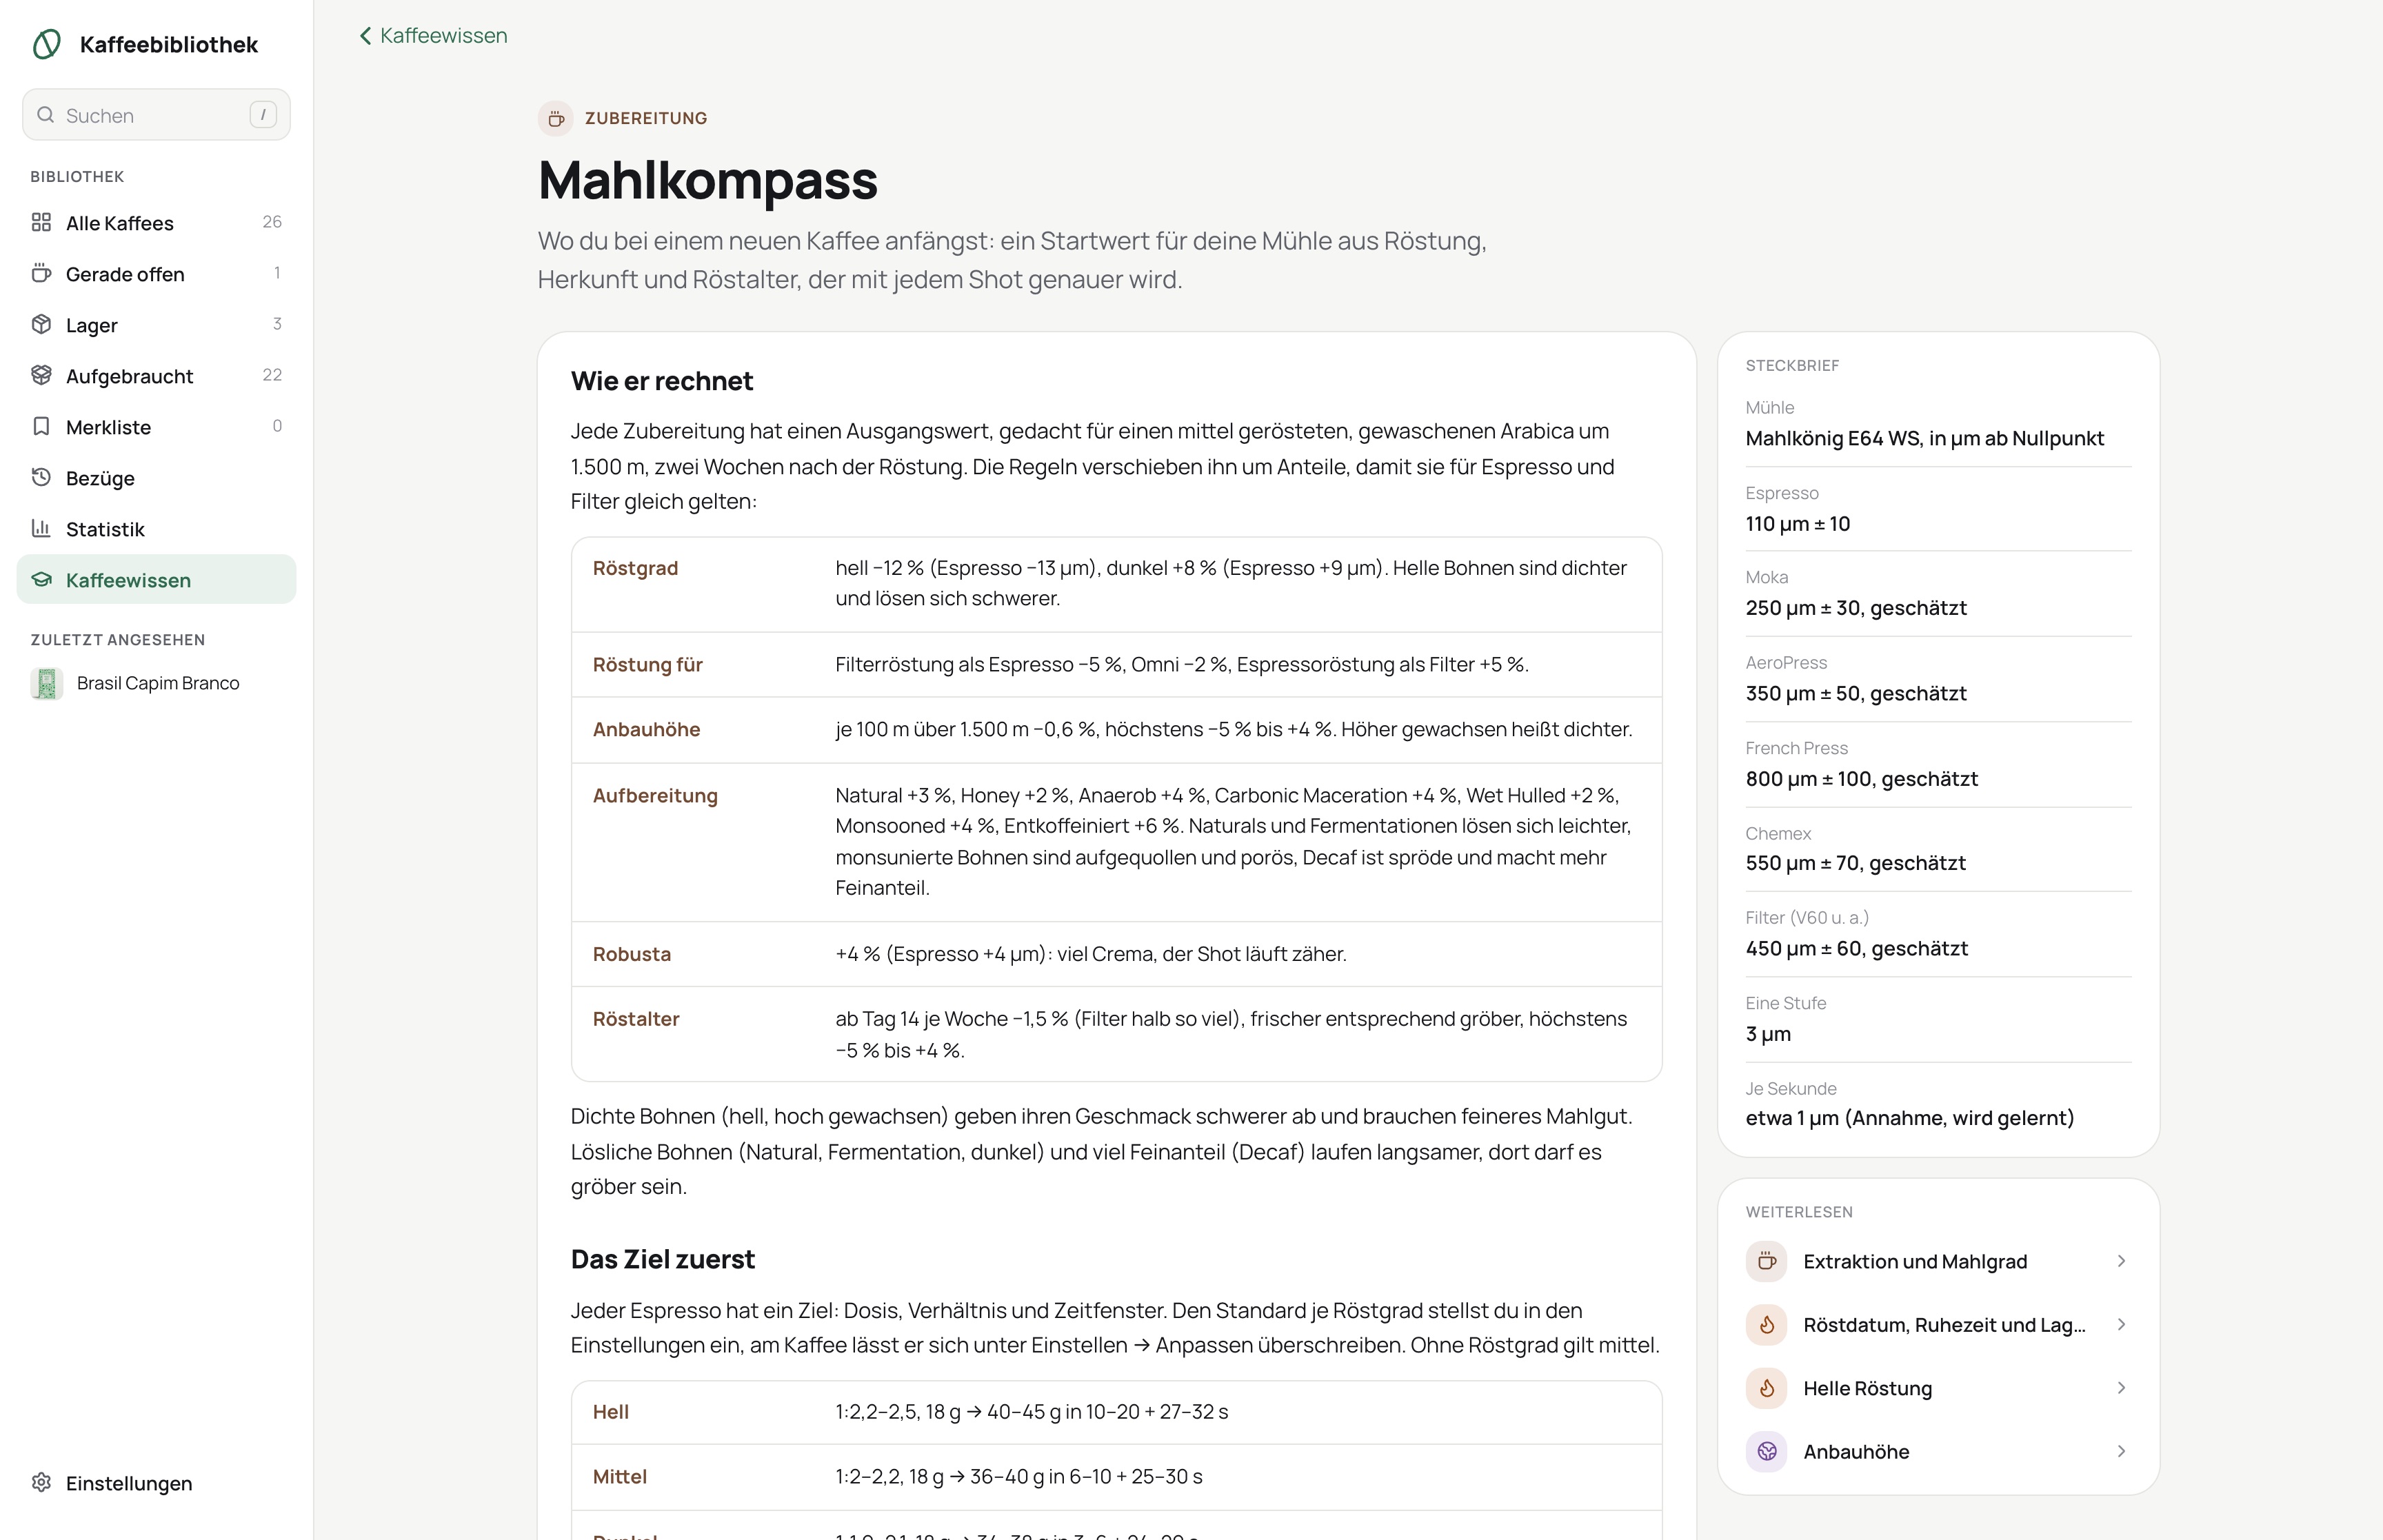 Kaffeebibliothek
Suchen
/
BIBLIOTHEK
Alle Kaffees 26
Gerade offen 1
Lager 3
Aufgebraucht 22
Merkliste 0
Bezüge
Statistik
Kaffeewissen
ZULETZT ANGESEHEN
Brasil Capim Branco
Einstellungen
Kaffeewissen
ZUBEREITUNG
Mahlkompass
Wo du bei einem neuen Kaffee anfängst: ein Startwert für deine Mühle aus Röstung,
Herkunft und Röstalter, der mit jedem Shot genauer wird.
Wie er rechnet
Jede Zubereitung hat einen Ausgangswert, gedacht für einen mittel gerösteten, gewaschenen Arabica um
1.500 m, zwei Wochen nach der Röstung. Die Regeln verschieben ihn um Anteile, damit sie für Espresso und
Filter gleich gelten:
Röstgrad
hell −12 % (Espresso −13 µm), dunkel +8 % (Espresso +9 µm). Helle Bohnen sind dichter
und lösen sich schwerer.
Röstung für
Filterröstung als Espresso −5 %, Omni −2 %, Espressoröstung als Filter +5 %.
Anbauhöhe
je 100 m über 1.500 m −0,6 %, höchstens −5 % bis +4 %. Höher gewachsen heißt dichter.
Aufbereitung
Natural +3 %, Honey +2 %, Anaerob +4 %, Carbonic Maceration +4 %, Wet Hulled +2 %,
Monsooned +4 %, Entkoffeiniert +6 %. Naturals und Fermentationen lösen sich leichter,
monsunierte Bohnen sind aufgequollen und porös, Decaf ist spröde und macht mehr
Feinanteil.
Robusta
+4 % (Espresso +4 µm): viel Crema, der Shot läuft zäher.
Röstalter
ab Tag 14 je Woche −1,5 % (Filter halb so viel), frischer entsprechend gröber, höchstens
−5 % bis +4 %.
Dichte Bohnen (hell, hoch gewachsen) geben ihren Geschmack schwerer ab und brauchen feineres Mahlgut.
Lösliche Bohnen (Natural, Fermentation, dunkel) und viel Feinanteil (Decaf) laufen langsamer, dort darf es
gröber sein.
Das Ziel zuerst
Jeder Espresso hat ein Ziel: Dosis, Verhältnis und Zeitfenster. Den Standard je Röstgrad stellst du in den
Einstellungen ein, am Kaffee lässt er sich unter Einstellen → Anpassen überschreiben. Ohne Röstgrad gilt mittel.
Hell
1:2,2–2,5, 18 g → 40–45 g in 10–20 + 27–32 s
Mittel
1:2–2,2, 18 g → 36–40 g in 6–10 + 25–30 s
STECKBRIEF
Mühle
Mahlkönig E64 WS, in µm ab Nullpunkt
Espresso
110 µm ± 10
Moka
250 µm ± 30, geschätzt
AeroPress
350 µm ± 50, geschätzt
French Press
800 µm ± 100, geschätzt
Chemex
550 µm ± 70, geschätzt
Filter (V60 u. a.)
450 µm ± 60, geschätzt
Eine Stufe
3 µm
Je Sekunde
etwa 1 µm (Annahme, wird gelernt)
WEITERLESEN
Extraktion und Mahlgrad
Röstdatum, Ruhezeit und Lag...
Helle Röstung
Anbauhöhe